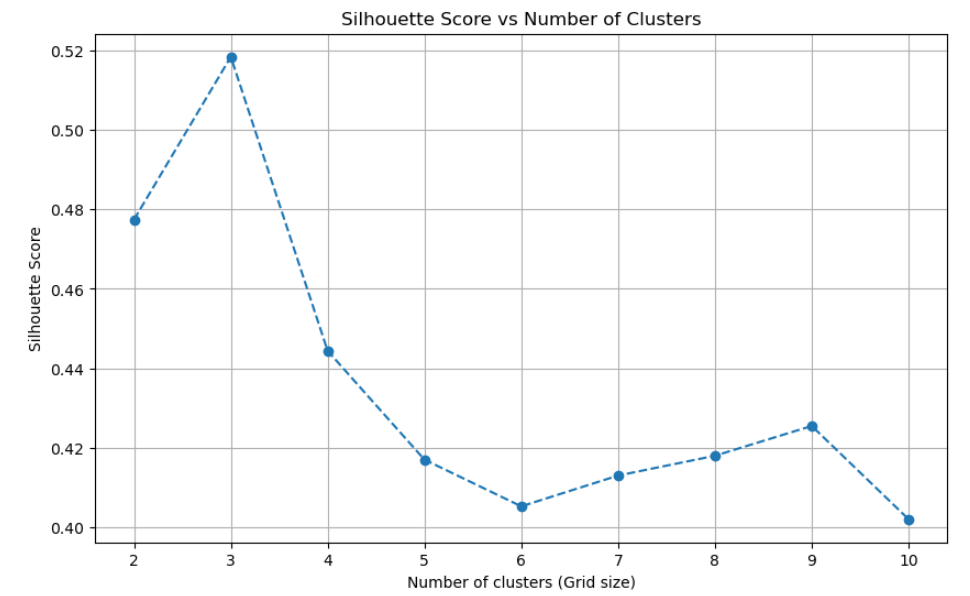 Silhouette Score vs Number of Clusters
0.52
0.50
0.48
0.46
0.44
0.42
0.40
Silhouette Score
2 3 4 5 6 7 8 9 10
Number of clusters (Grid size)